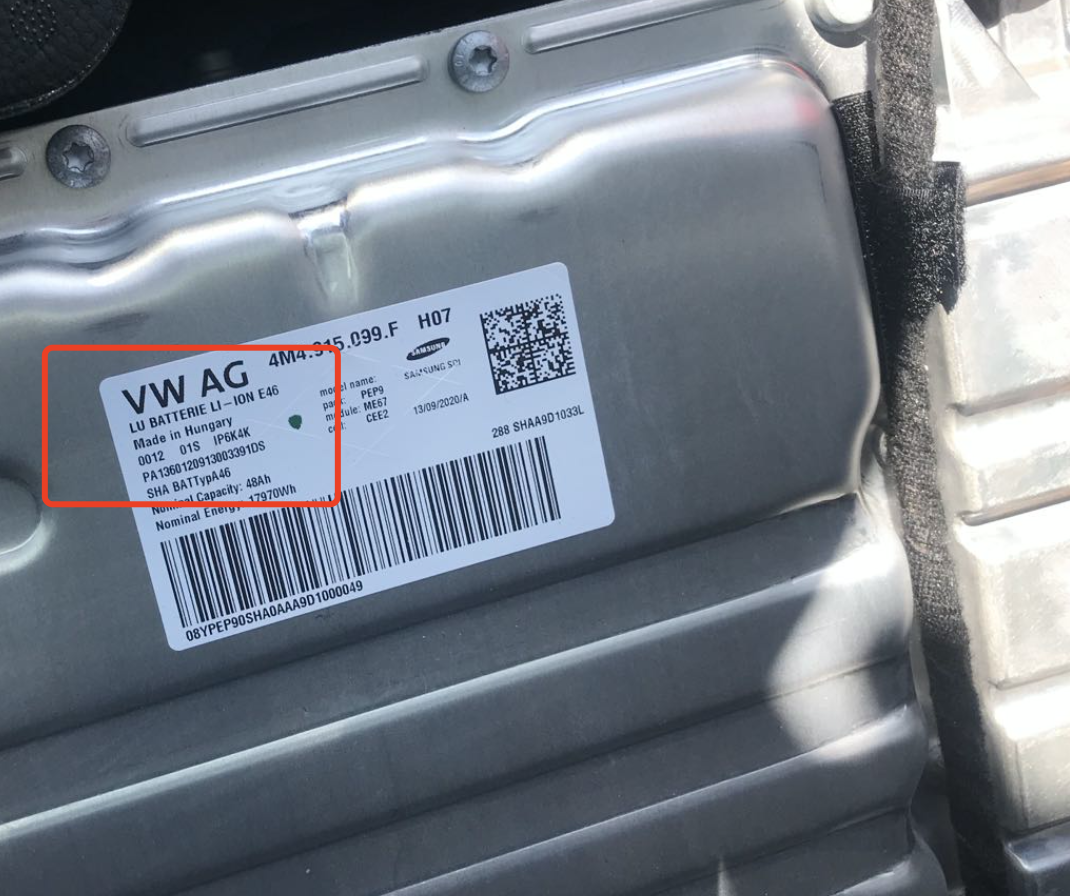 VW AG 4M4.915.099.F H07
LU BATTERIE LI-ION E46
Made in Hungary
0012 01S IP6K4K
PA1360120913003391DS
SHA BATTypA46
Nominal Capacity: 48Ah
Nominal Energy: 17970Wh
model name:
pack: PEP9
module: ME67
cell: CEE2
SAMSUNG
SAMSUNG SDI
13/09/2020/A
288 SHAA9D1033L
08YPEP90SHA0AAA9D1000049